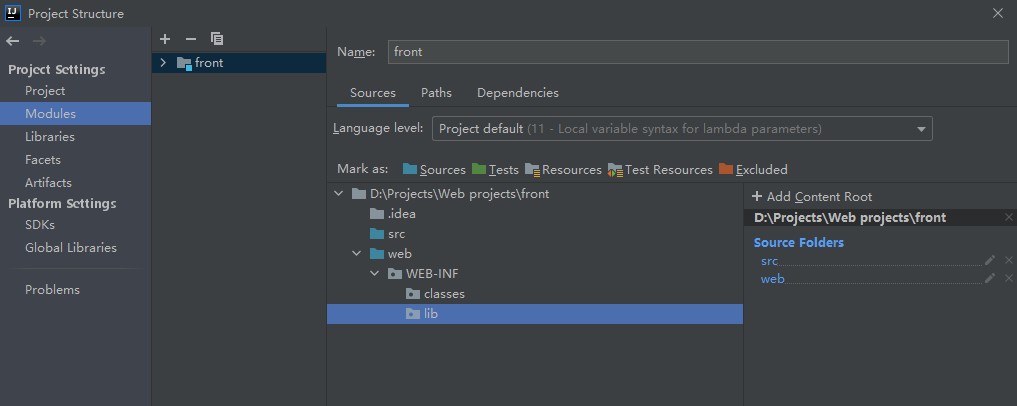 IJ Project Structure
Project Settings
Project
Modules
Libraries
Facets
Artifacts
Platform Settings
SDKs
Global Libraries
Problems
front
Name: front
Sources Paths Dependencies
Language level: Project default (11 - Local variable syntax for lambda parameters)
Mark as: Sources Tests Resources Test Resources Excluded
D:\Projects\Web projects\front
.idea
src
web
WEB-INF
classes
lib
+ Add Content Root
D:\Projects\Web projects\front
Source Folders
src
web